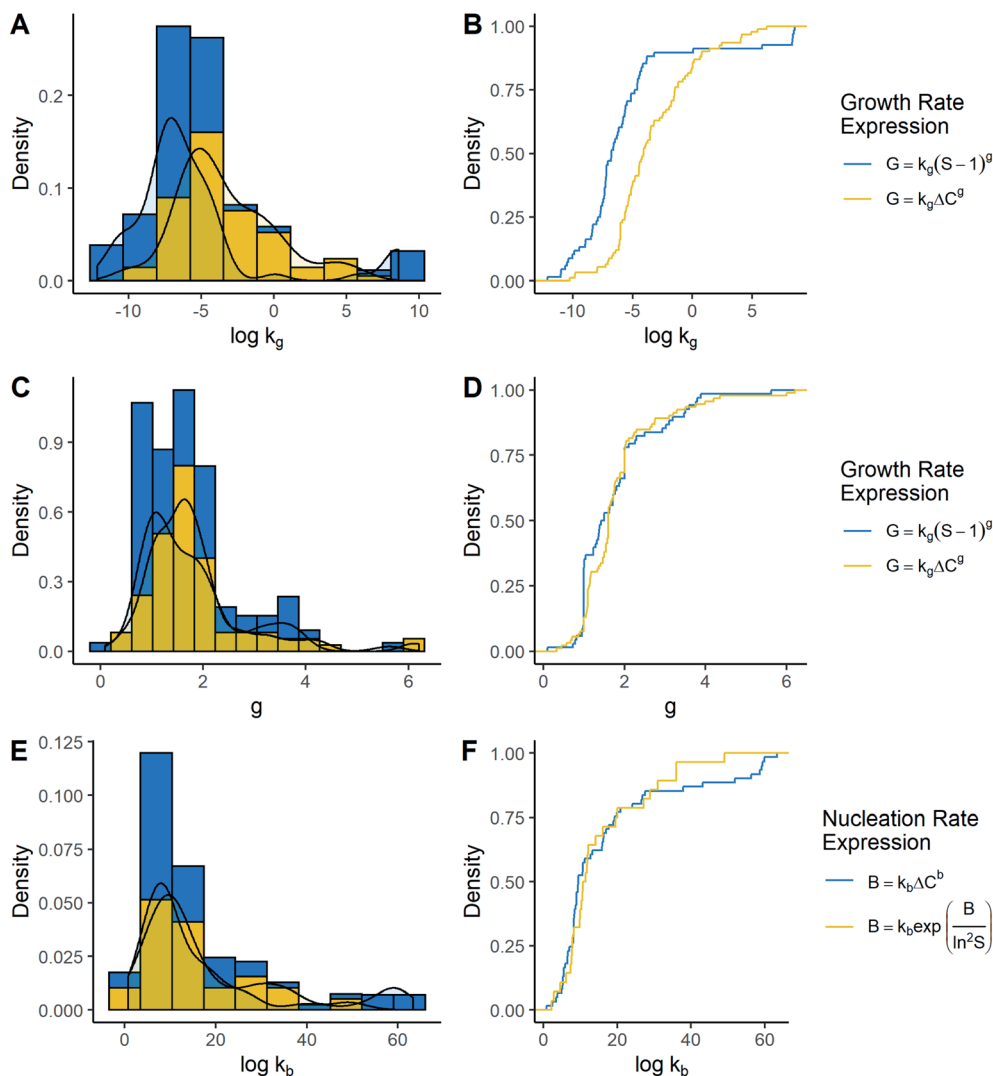 A
Density
0.2
0.1
0.0
-10 -5 0 5 10
log kg
B
Density
1.00
0.75
0.50
0.25
0.00
-10 -5 0 5
log kg
Growth Rate
Expression
G = kg(S − 1)^g
G = kgΔC^g
C
Density
0.9
0.6
0.3
0.0
0 2 4 6
g
D
Density
1.00
0.75
0.50
0.25
0.00
0 2 4 6
g
Growth Rate
Expression
G = kg(S − 1)^g
G = kgΔC^g
E
Density
0.125
0.100
0.075
0.050
0.025
0.000
0 20 40 60
log kb
F
Density
1.00
0.75
0.50
0.25
0.00
0 20 40 60
log kb
Nucleation Rate
Expression
B = kbΔC^b
B = kb exp(B / ln²S)